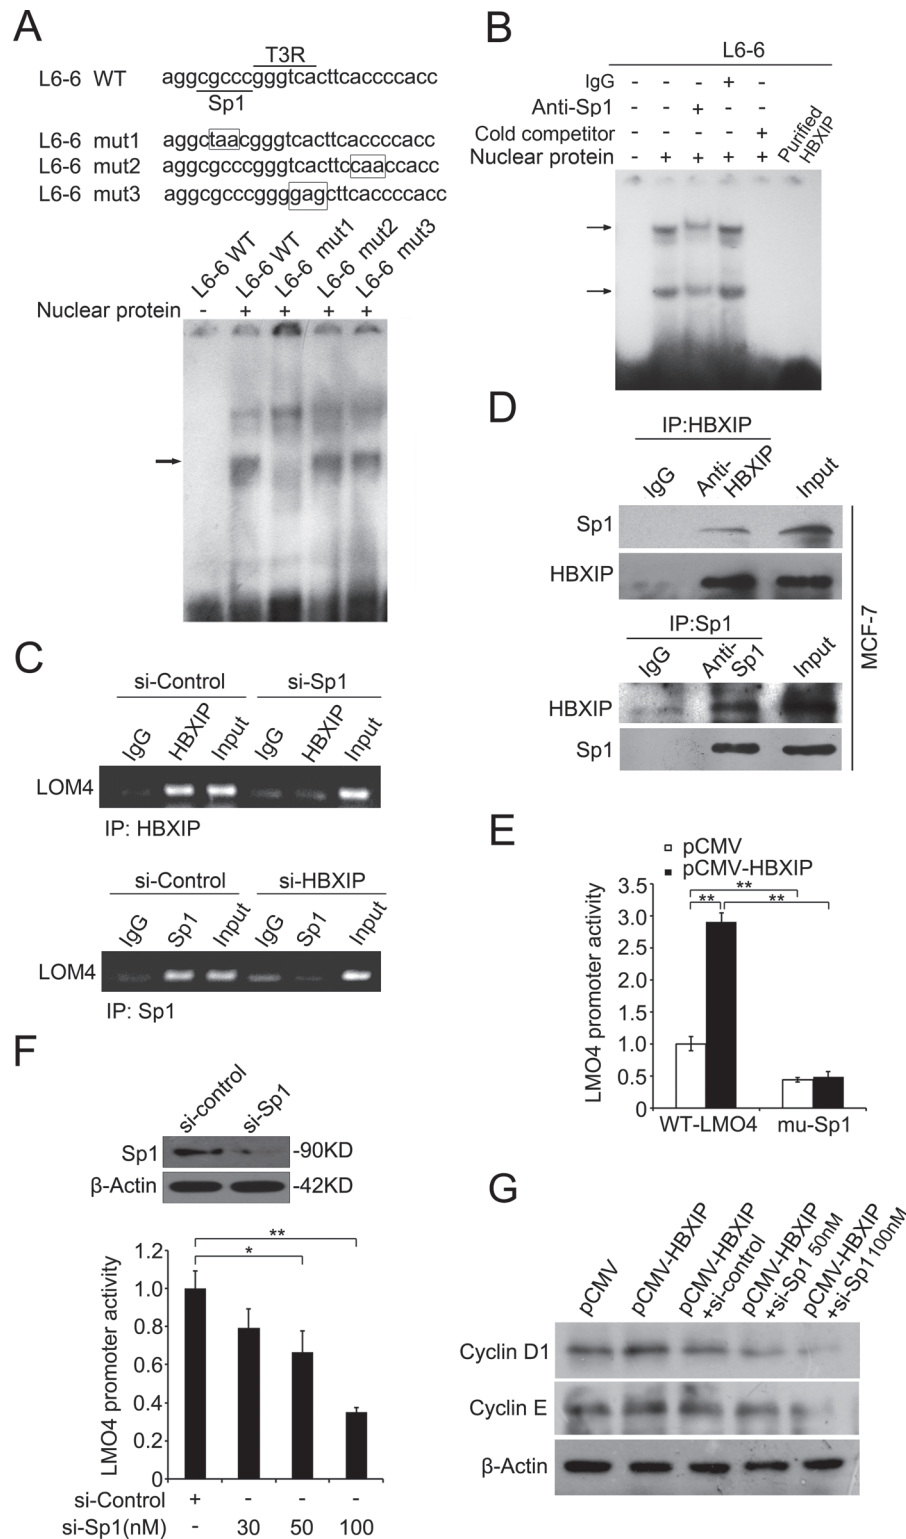 A
T3R
L6-6 WT aggcgcccgggtcacttcaccccacc
Sp1
L6-6 mut1 aggctaacgggtcacttcaccccacc
L6-6 mut2 aggcgcccgggtcacttccaaccacc
L6-6 mut3 aggcgcccggggagcttcaccccacc
L6-6 WT
L6-6 WT
L6-6 mut1
L6-6 mut2
L6-6 mut3
Nuclear protein - + + + +
B
L6-6
IgG - - - + -
Anti-Sp1 - - + - -
Cold competitor - - - - +
Nuclear protein - + + + +
Purified HBXIP
C
si-Control si-Sp1
IgG HBXIP Input IgG HBXIP Input
LOM4
IP: HBXIP
si-Control si-HBXIP
IgG Sp1 Input IgG Sp1 Input
LOM4
IP: Sp1
D
IP:HBXIP
IgG Anti-HBXIP Input
Sp1
HBXIP
IP:Sp1
IgG Anti-Sp1 Input
HBXIP
Sp1
MCF-7
E
pCMV
pCMV-HBXIP
**
** **
LMO4 promoter activity
3.5
3.0
2.5
2.0
1.5
1.0
0.5
0
WT-LMO4 mu-Sp1
F
si-control si-Sp1
Sp1 -90KD
β-Actin -42KD
**
*
LMO4 promoter activity
1.2
1.0
0.8
0.6
0.4
0.2
0
si-Control + - - -
si-Sp1(nM) - 30 50 100
G
pCMV
pCMV-HBXIP
pCMV-HBXIP +si-control
pCMV-HBXIP +si-Sp1 50nM
pCMV-HBXIP +si-Sp1 100nM
Cyclin D1
Cyclin E
β-Actin